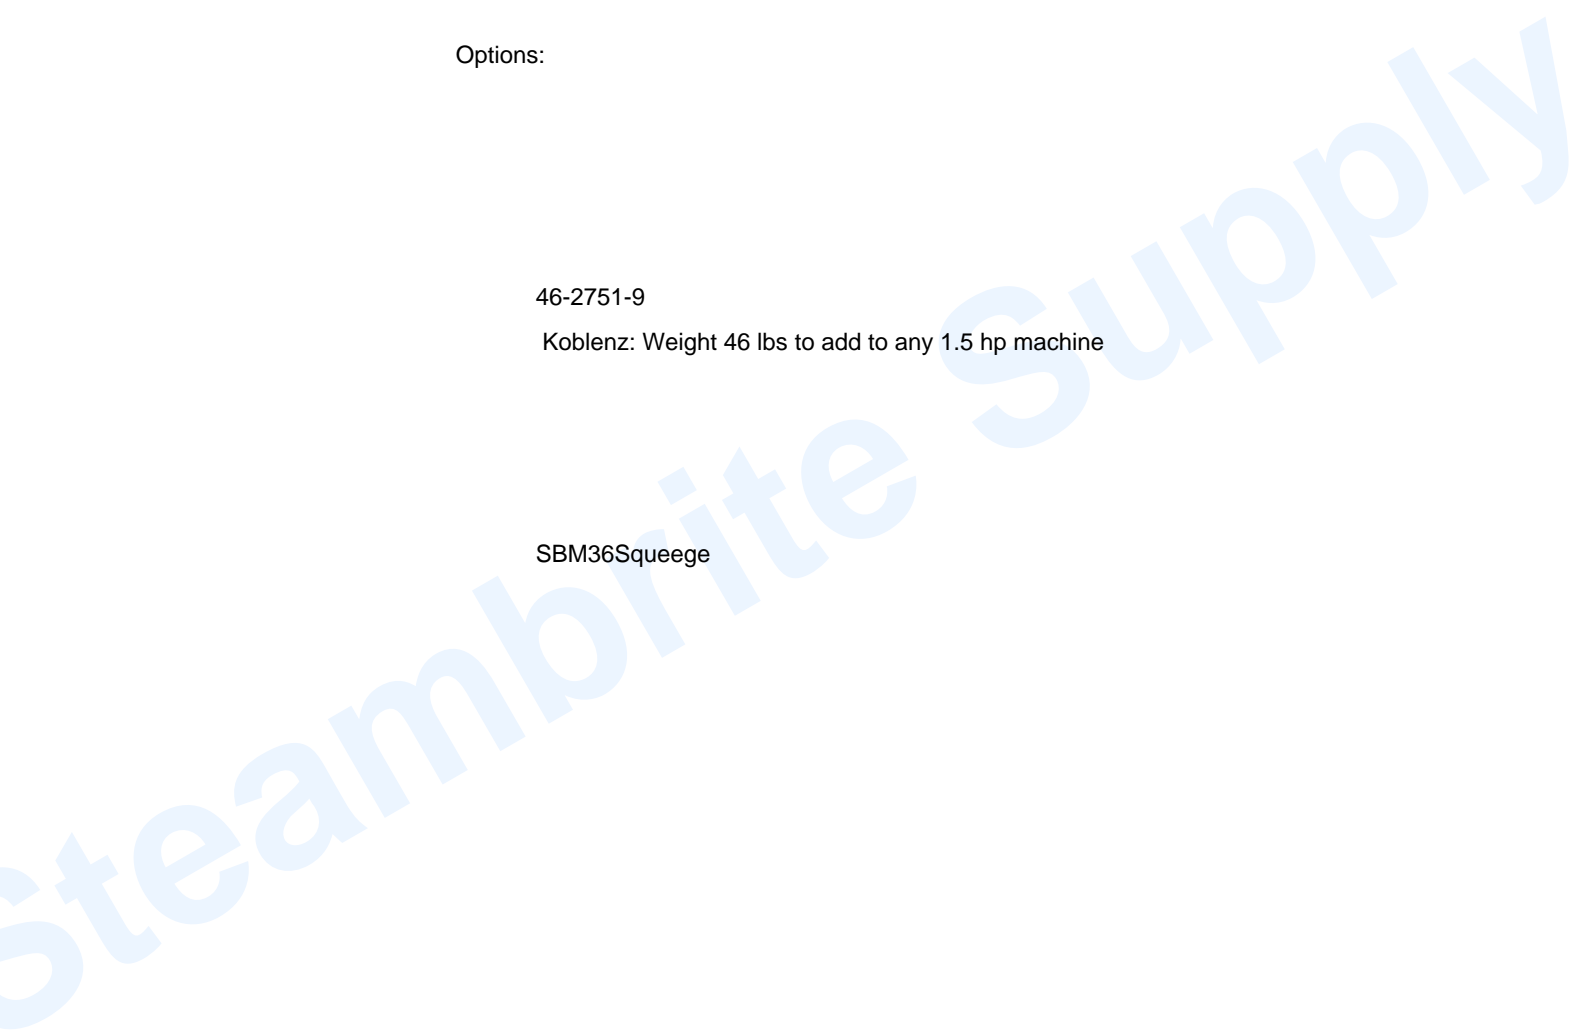 Options:
46-2751-9
Koblenz: Weight 46 lbs to add to any 1.5 hp machine
SBM36Squeege
Steambrite Supply